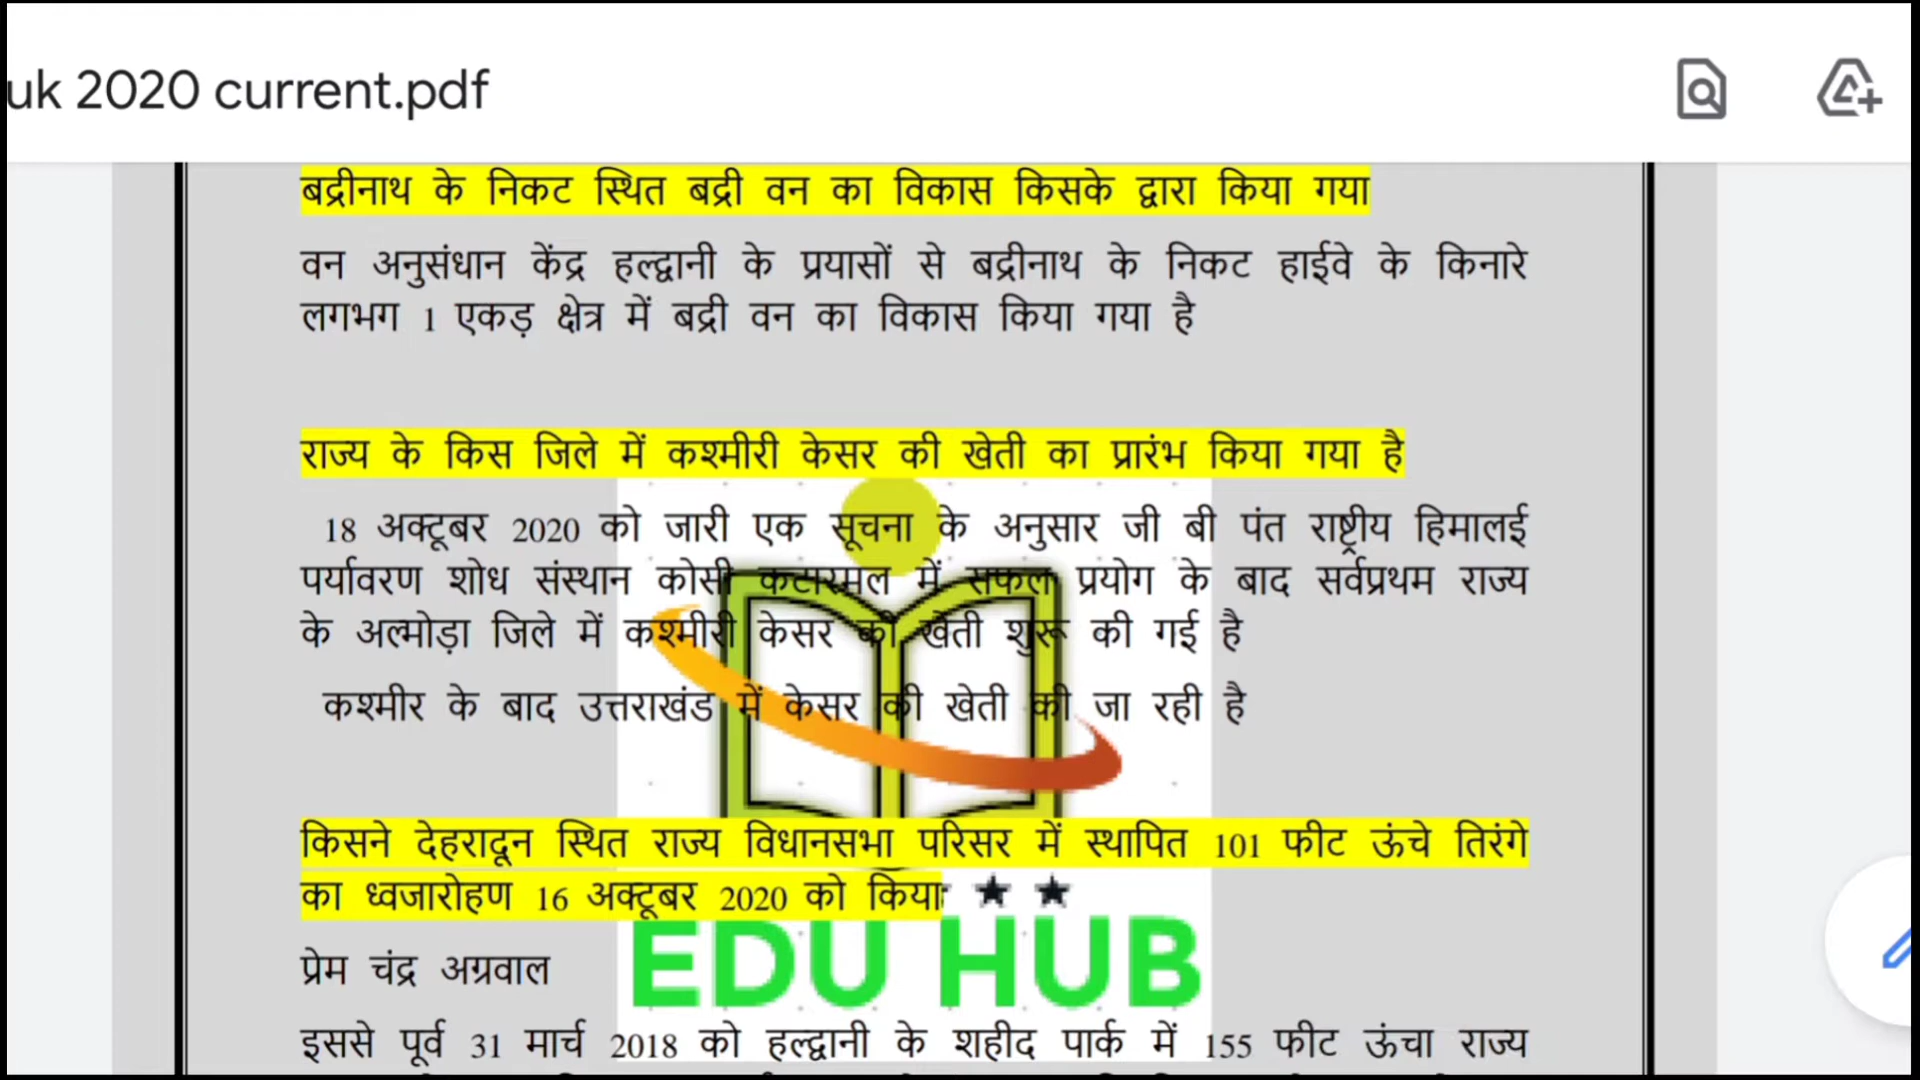 uk 2020 current.pdf
बद्रीनाथ के निकट स्थित बद्री वन का विकास किसके द्वारा किया गया
वन अनुसंधान केंद्र हल्द्वानी के प्रयासों से बद्रीनाथ के निकट हाईवे के किनारे
लगभग 1 एकड़ क्षेत्र में बद्री वन का विकास किया गया है
राज्य के किस जिले में कश्मीरी केसर की खेती का प्रारंभ किया गया है
18 अक्टूबर 2020 को जारी एक सूचना के अनुसार जी बी पंत राष्ट्रीय हिमालई
पर्यावरण शोध संस्थान कोसी कटारमल में सफल प्रयोग के बाद सर्वप्रथम राज्य
के अल्मोड़ा जिले में कश्मीरी केसर की खेती शुरू की गई है
कश्मीर के बाद उत्तराखंड में केसर की खेती की जा रही है
किसने देहरादून स्थित राज्य विधानसभा परिसर में स्थापित 101 फीट ऊंचे तिरंगे
का ध्वजारोहण 16 अक्टूबर 2020 को किया
EDU HUB
प्रेम चंद्र अग्रवाल
इससे पूर्व 31 मार्च 2018 को हल्द्वानी के शहीद पार्क में 155 फीट ऊंचा राज्य